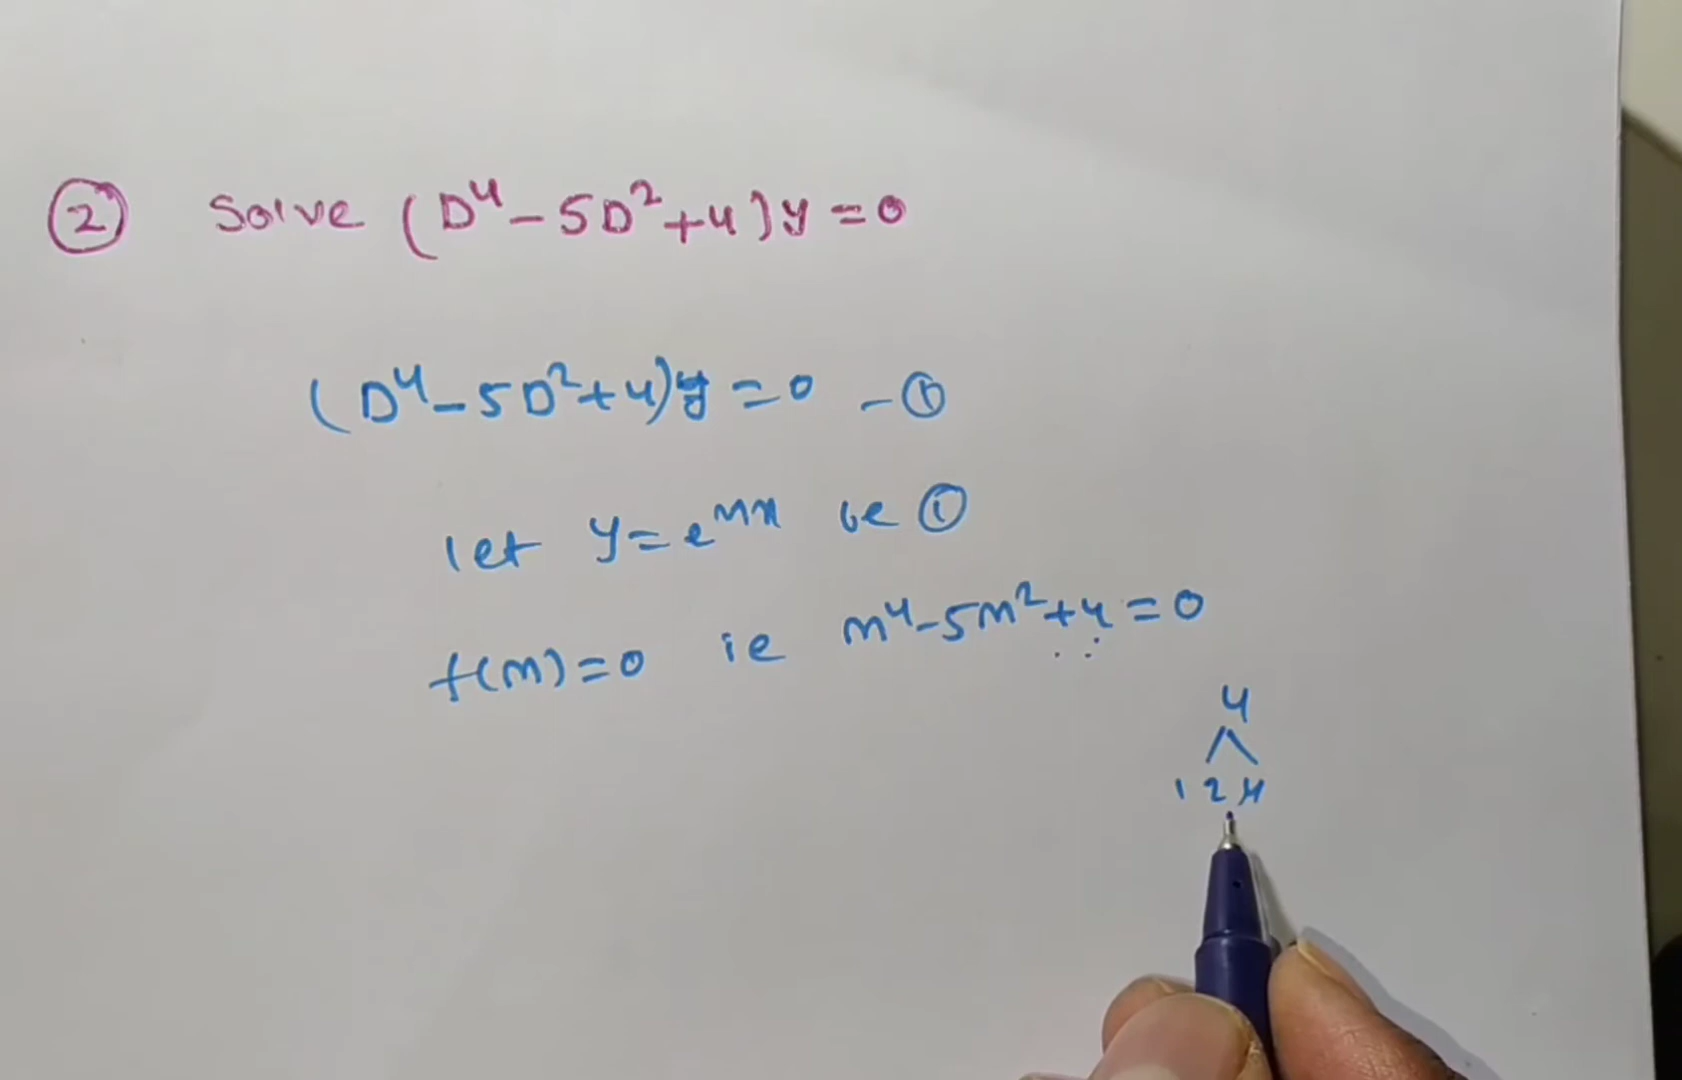 ② Solve (D⁴-5D²+4)y=0
(D⁴-5D²+4)y=0 -①
let y=e^mx be ①
f(m)=0 ie m⁴-5m²+4=0
4
1 2 4